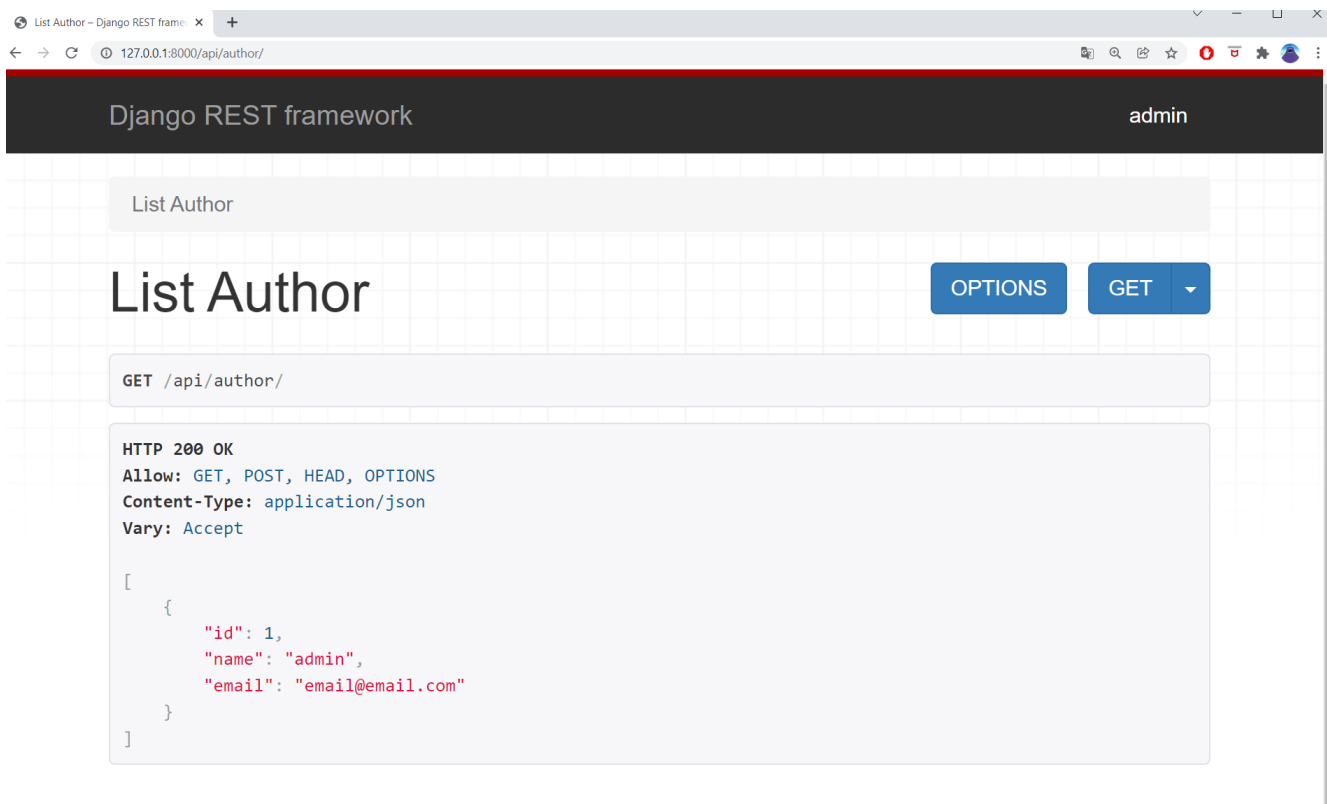 List Author – Django REST frame
127.0.0.1:8000/api/author/
Django REST framework
admin
List Author
List Author
OPTIONS
GET
GET /api/author/
HTTP 200 OK
Allow: GET, POST, HEAD, OPTIONS
Content-Type: application/json
Vary: Accept
[
    {
        "id": 1,
        "name": "admin",
        "email": "email@email.com"
    }
]